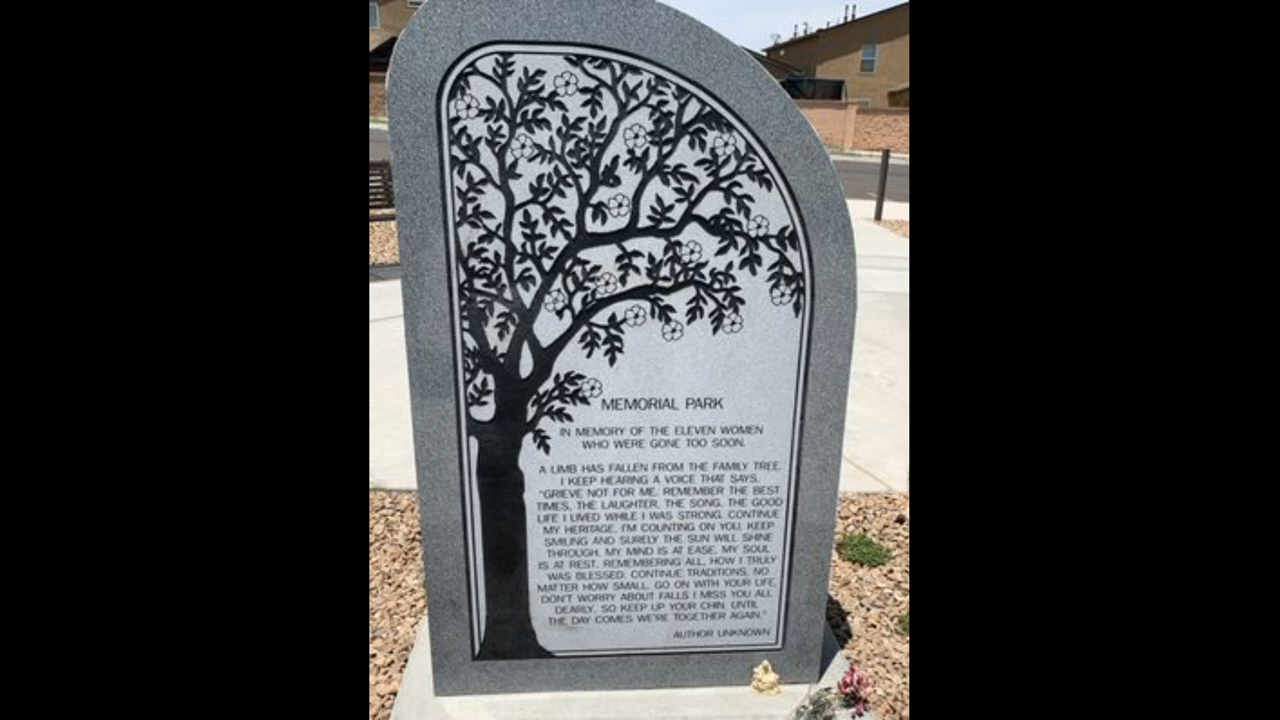 MEMORIAL PARK
IN MEMORY OF THE ELEVEN WOMEN
WHO WERE GONE TOO SOON.
A LIMB HAS FALLEN FROM THE FAMILY TREE.
I KEEP HEARING A VOICE THAT SAYS,
"GRIEVE NOT FOR ME. REMEMBER THE BEST
TIMES, THE LAUGHTER, THE SONG. THE GOOD
LIFE I LIVED WHILE I WAS STRONG. CONTINUE
MY HERITAGE, I'M COUNTING ON YOU. KEEP
SMILING AND SURELY THE SUN WILL SHINE
THROUGH. MY MIND IS AT EASE, MY SOUL
IS AT REST. REMEMBERING ALL, HOW I TRULY
WAS BLESSED. CONTINUE TRADITIONS, NO
MATTER HOW SMALL. GO ON WITH YOUR LIFE,
DON'T WORRY ABOUT FALLS I MISS YOU ALL
DEARLY, SO KEEP UP YOUR CHIN. UNTIL
THE DAY COMES WE'RE TOGETHER AGAIN."
AUTHOR UNKNOWN